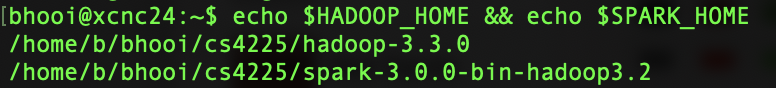 [bhooi@xcnc24:~$ echo $HADOOP_HOME && echo $SPARK_HOME
/home/b/bhooi/cs4225/hadoop-3.3.0
/home/b/bhooi/cs4225/spark-3.0.0-bin-hadoop3.2